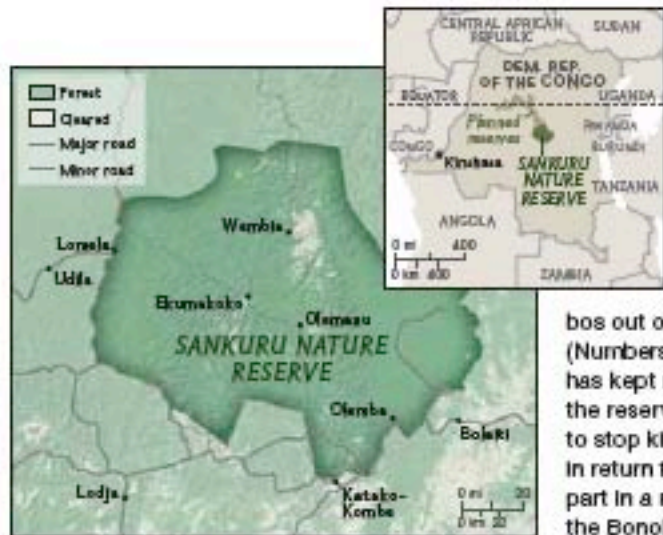 Forest
Cleared
Major road
Minor road
Wembia
Lomela
Udila
Ekumakoko
Olamasu
SANKURU NATURE
RESERVE
Olemba
Bolaki
Lodja
Katako-
Kombe
0 mi 20
0 km 20
CENTRAL AFRICAN
REPUBLIC
SUDAN
DEM. REP.
OF THE CONGO
EQUATOR
UGANDA
Planned
reserves
RWANDA
CONGO
BURUNDI
Kinshasa
SANKURU
NATURE
RESERVE
TANZANIA
ANGOLA
0 mi 400
0 km 400
ZAMBIA
bos out o
(Numbers
has kept
the reserv
to stop ki
in return f
part in a
the Bono